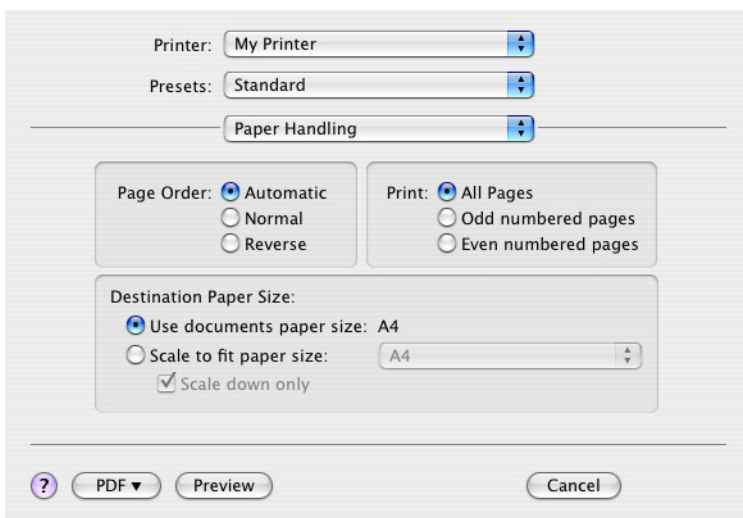 Printer: My Printer
Presets: Standard
Paper Handling
Page Order: Automatic
Normal
Reverse
Print: All Pages
Odd numbered pages
Even numbered pages
Destination Paper Size:
Use documents paper size: A4
Scale to fit paper size: A4
Scale down only
? PDF▼ Preview Cancel